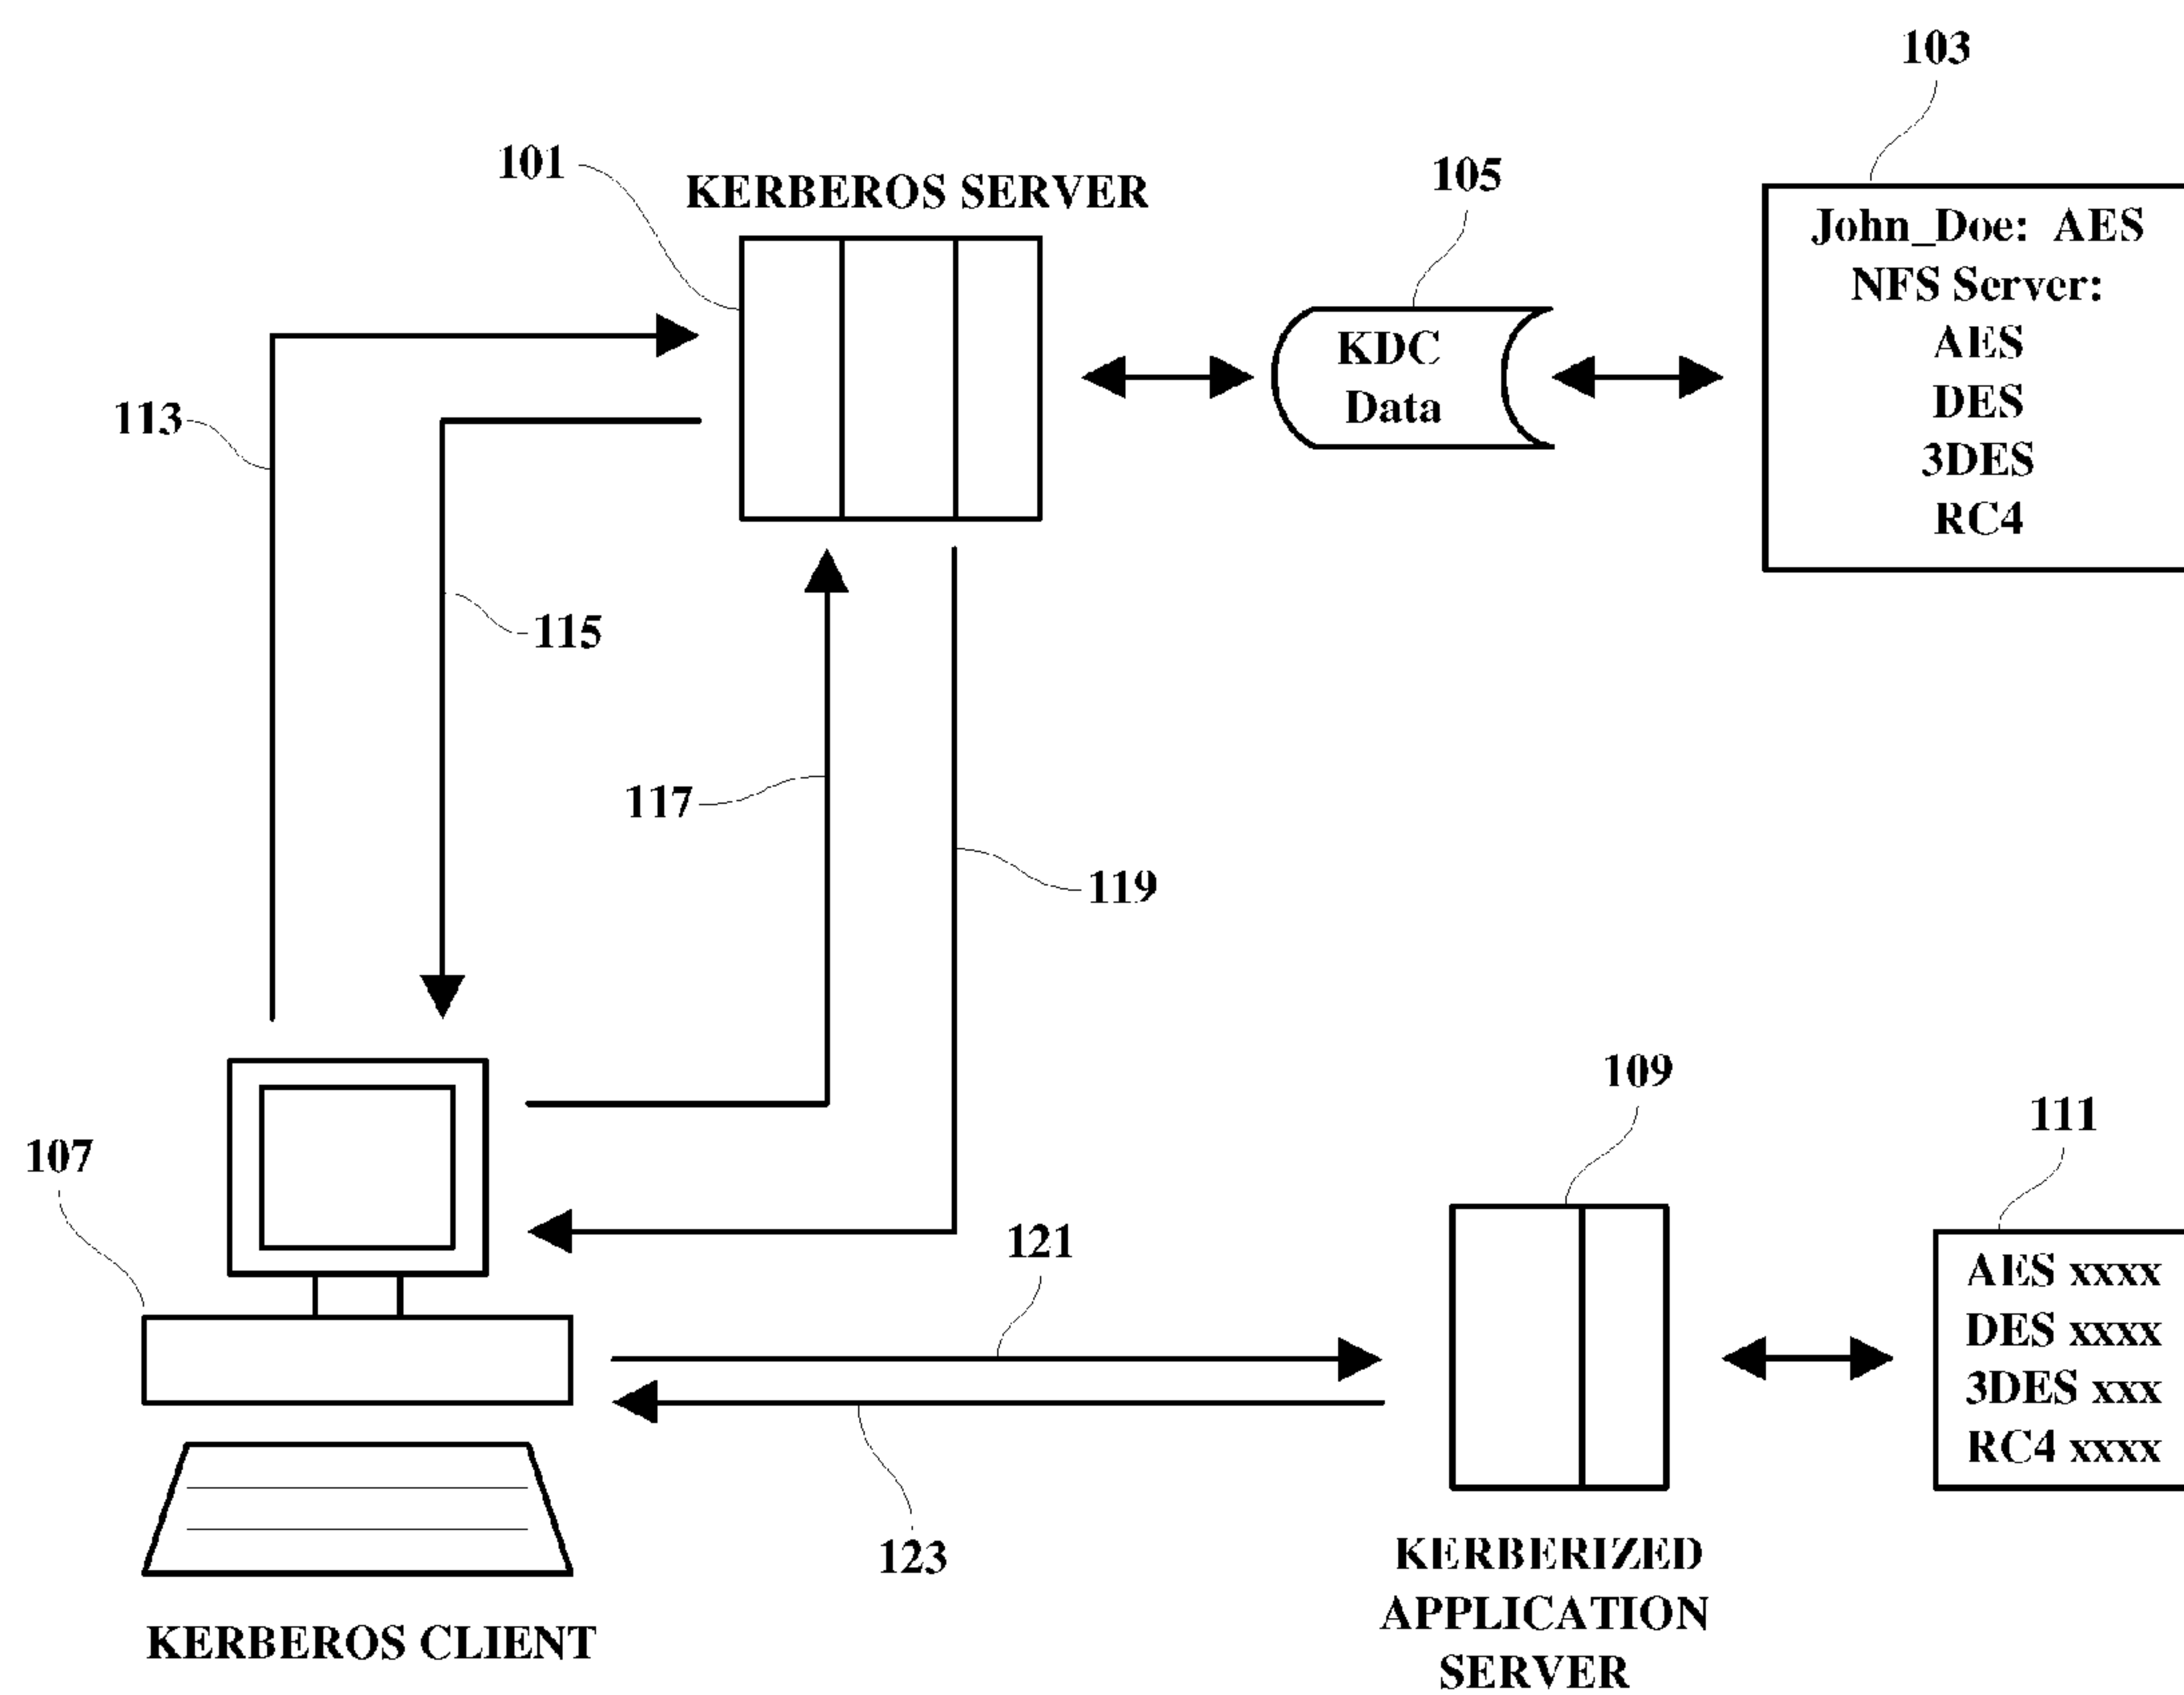 103
101
KERBEROS SERVER
105
John_Doe: AES
NFS Server:
AES
DES
3DES
RC4
KDC
Data
113
115
117
119
109
111
107
121
AES xxxx
DES xxxx
3DES xxx
RC4 xxxx
123
KERBERIZED
APPLICATION
SERVER
KERBEROS CLIENT